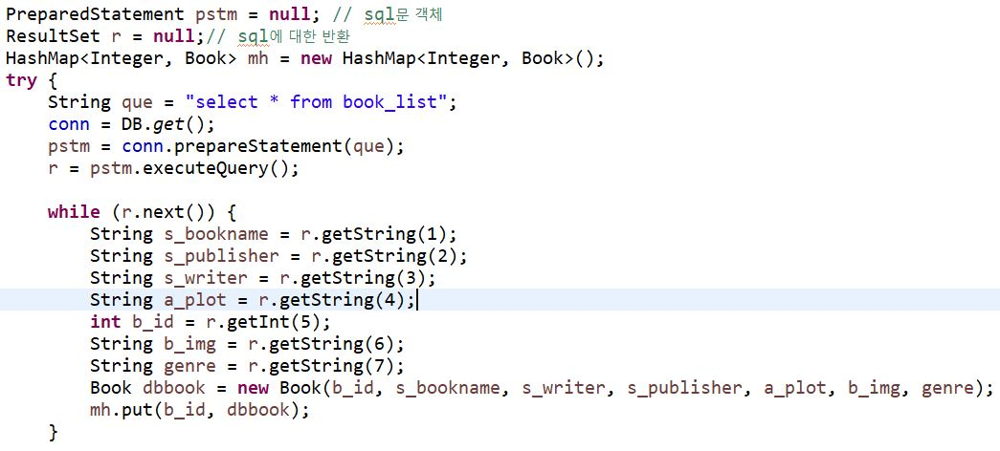 PreparedStatement pstm = null; // sql문 객체
ResultSet r = null;// sql에 대한 반환
HashMap<Integer, Book> mh = new HashMap<Integer, Book>();
try {
    String que = "select * from book_list";
    conn = DB.get();
    pstm = conn.prepareStatement(que);
    r = pstm.executeQuery();

    while (r.next()) {
        String s_bookname = r.getString(1);
        String s_publisher = r.getString(2);
        String s_writer = r.getString(3);
        String a_plot = r.getString(4);
        int b_id = r.getInt(5);
        String b_img = r.getString(6);
        String genre = r.getString(7);
        Book dbbook = new Book(b_id, s_bookname, s_writer, s_publisher, a_plot, b_img, genre);
        mh.put(b_id, dbbook);
    }